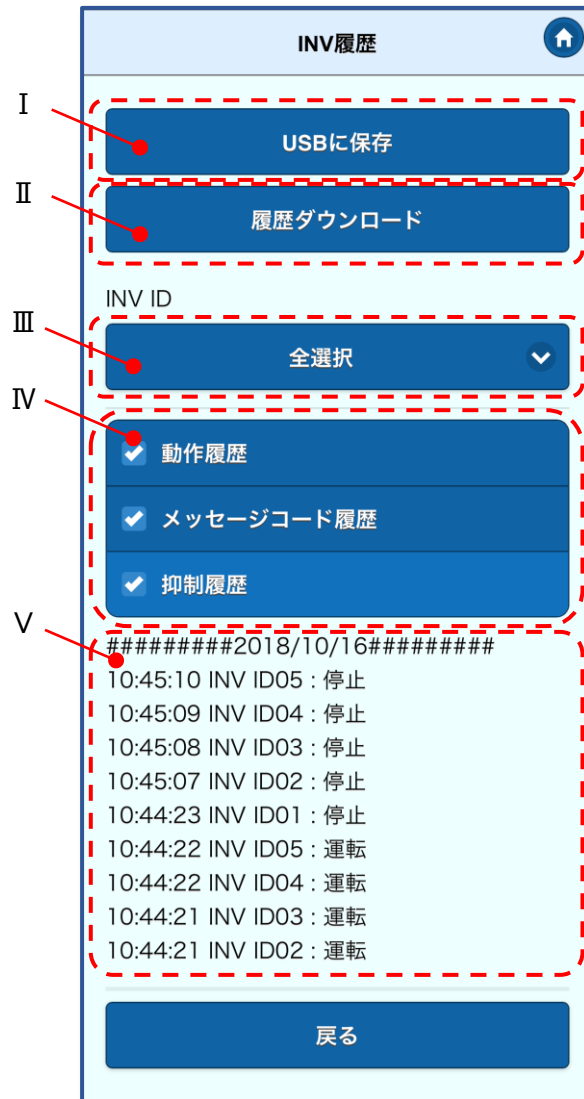 INV履歴
Ⅰ
USBに保存
Ⅱ
履歴ダウンロード
INV ID
Ⅲ
全選択
Ⅳ
動作履歴
メッセージコード履歴
抑制履歴
Ⅴ
#########2018/10/16#########
10:45:10 INV ID05 : 停止
10:45:09 INV ID04 : 停止
10:45:08 INV ID03 : 停止
10:45:07 INV ID02 : 停止
10:44:23 INV ID01 : 停止
10:44:22 INV ID05 : 運転
10:44:22 INV ID04 : 運転
10:44:21 INV ID03 : 運転
10:44:21 INV ID02 : 運転
戻る